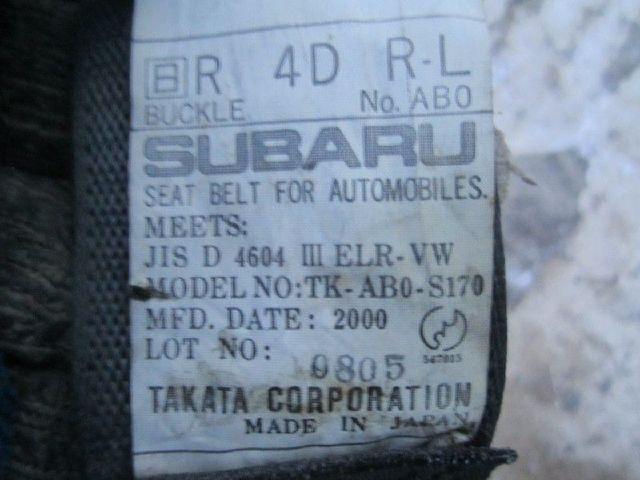 BR 4D R-L
BUCKLE No. AB0
SUBARU
SEAT BELT FOR AUTOMOBILES.
MEETS:
JIS D 4604 III ELR-VW
MODEL NO:TK-AB0-S170
MFD. DATE: 2000
LOT NO: 0805
TAKATA CORPORATION
MADE IN JAPAN